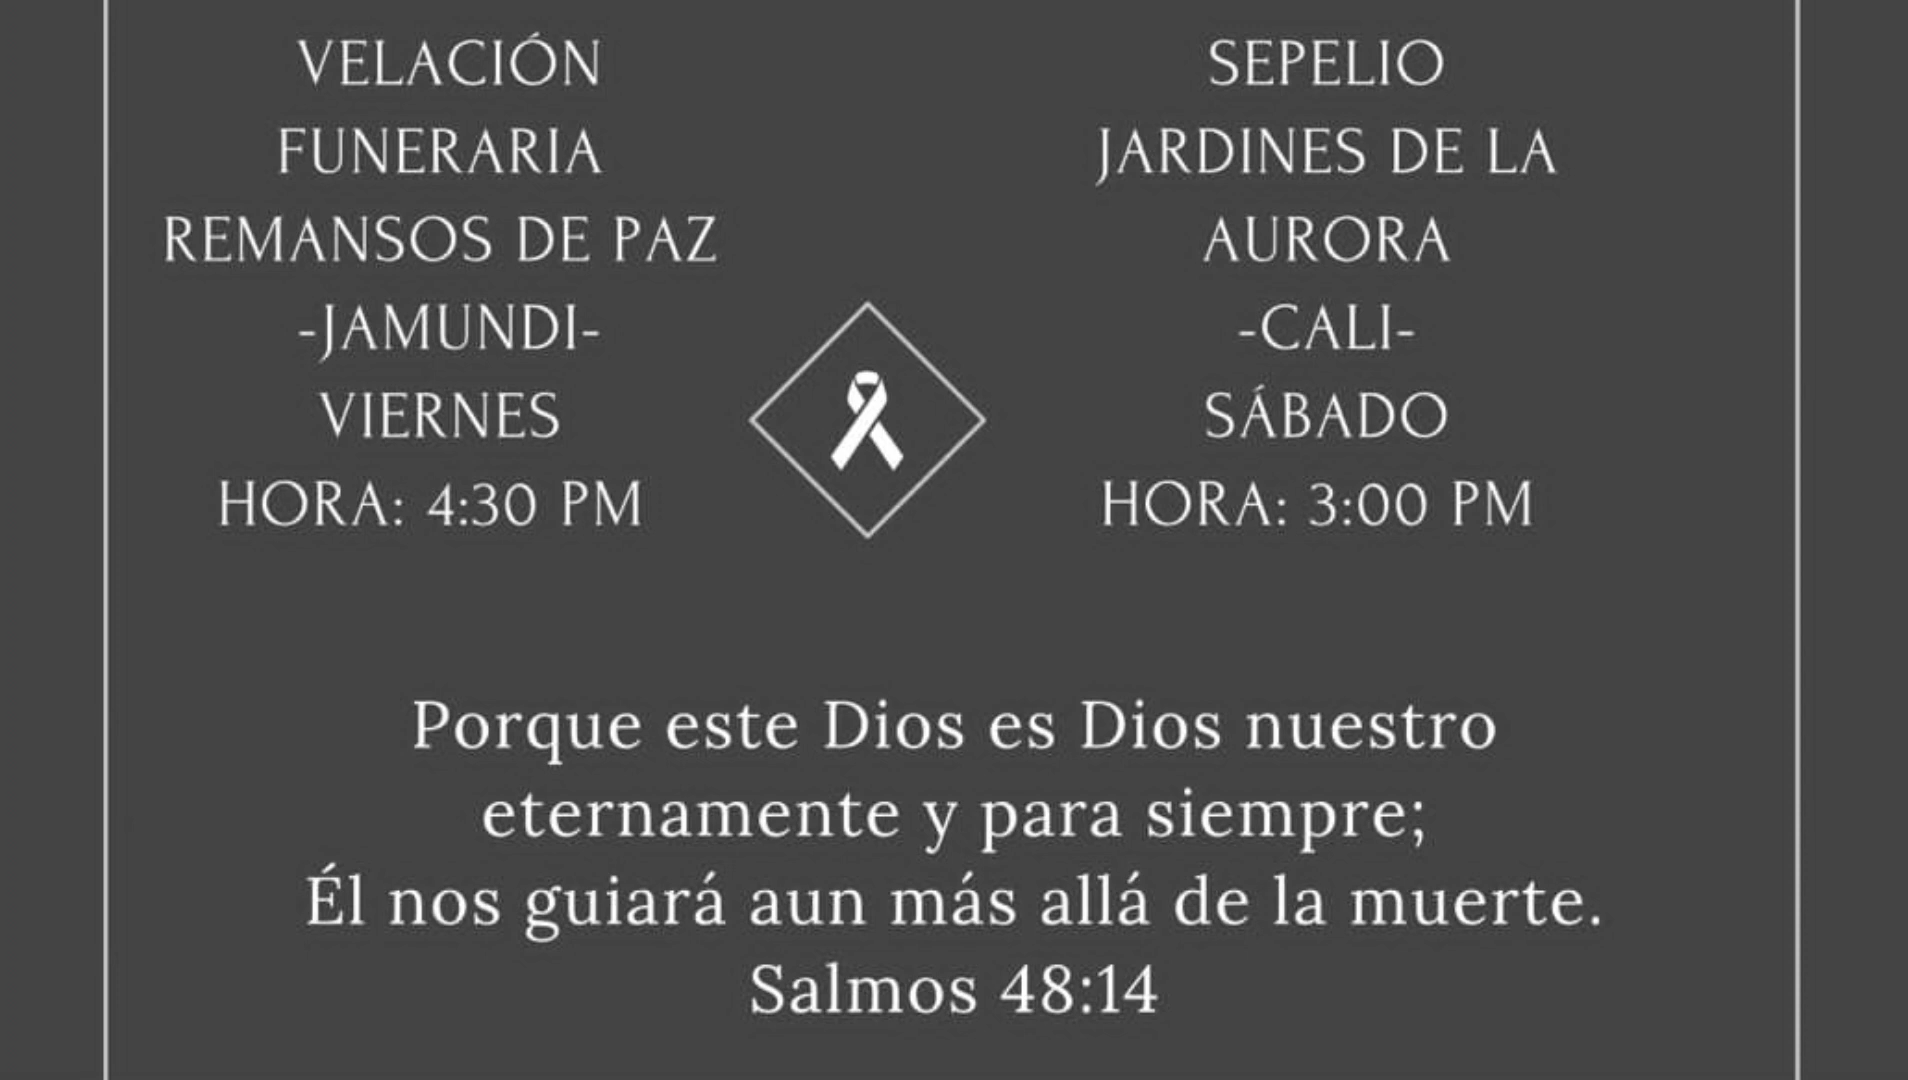 VELACIÓN
FUNERARIA
REMANSOS DE PAZ
-JAMUNDI-
VIERNES
HORA: 4:30 PM
SEPELIO
JARDINES DE LA
AURORA
-CALI-
SÁBADO
HORA: 3:00 PM
Porque este Dios es Dios nuestro
eternamente y para siempre;
Él nos guiará aun más allá de la muerte.
Salmos 48:14